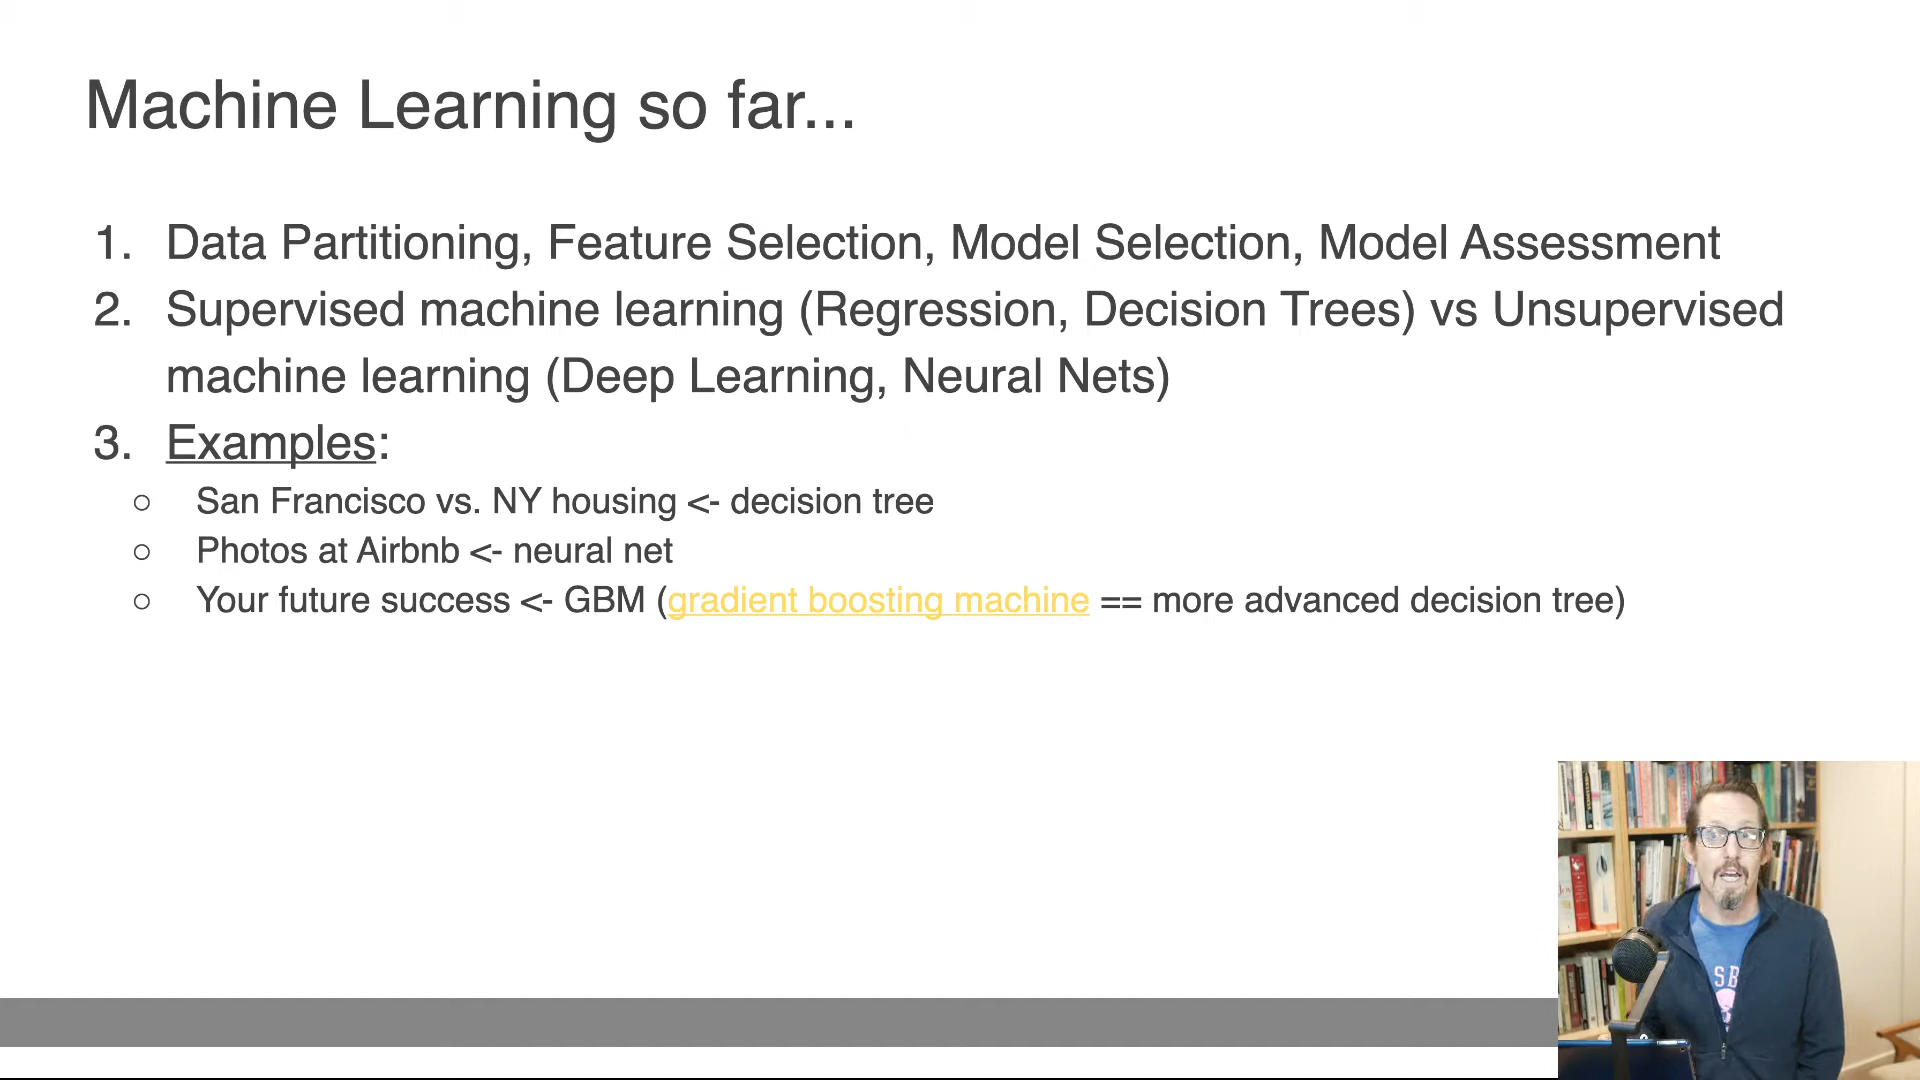 Machine Learning so far...
1. Data Partitioning, Feature Selection, Model Selection, Model Assessment
2. Supervised machine learning (Regression, Decision Trees) vs Unsupervised
machine learning (Deep Learning, Neural Nets)
3. Examples:
○ San Francisco vs. NY housing <- decision tree
○ Photos at Airbnb <- neural net
○ Your future success <- GBM (gradient boosting machine == more advanced decision tree)
SB